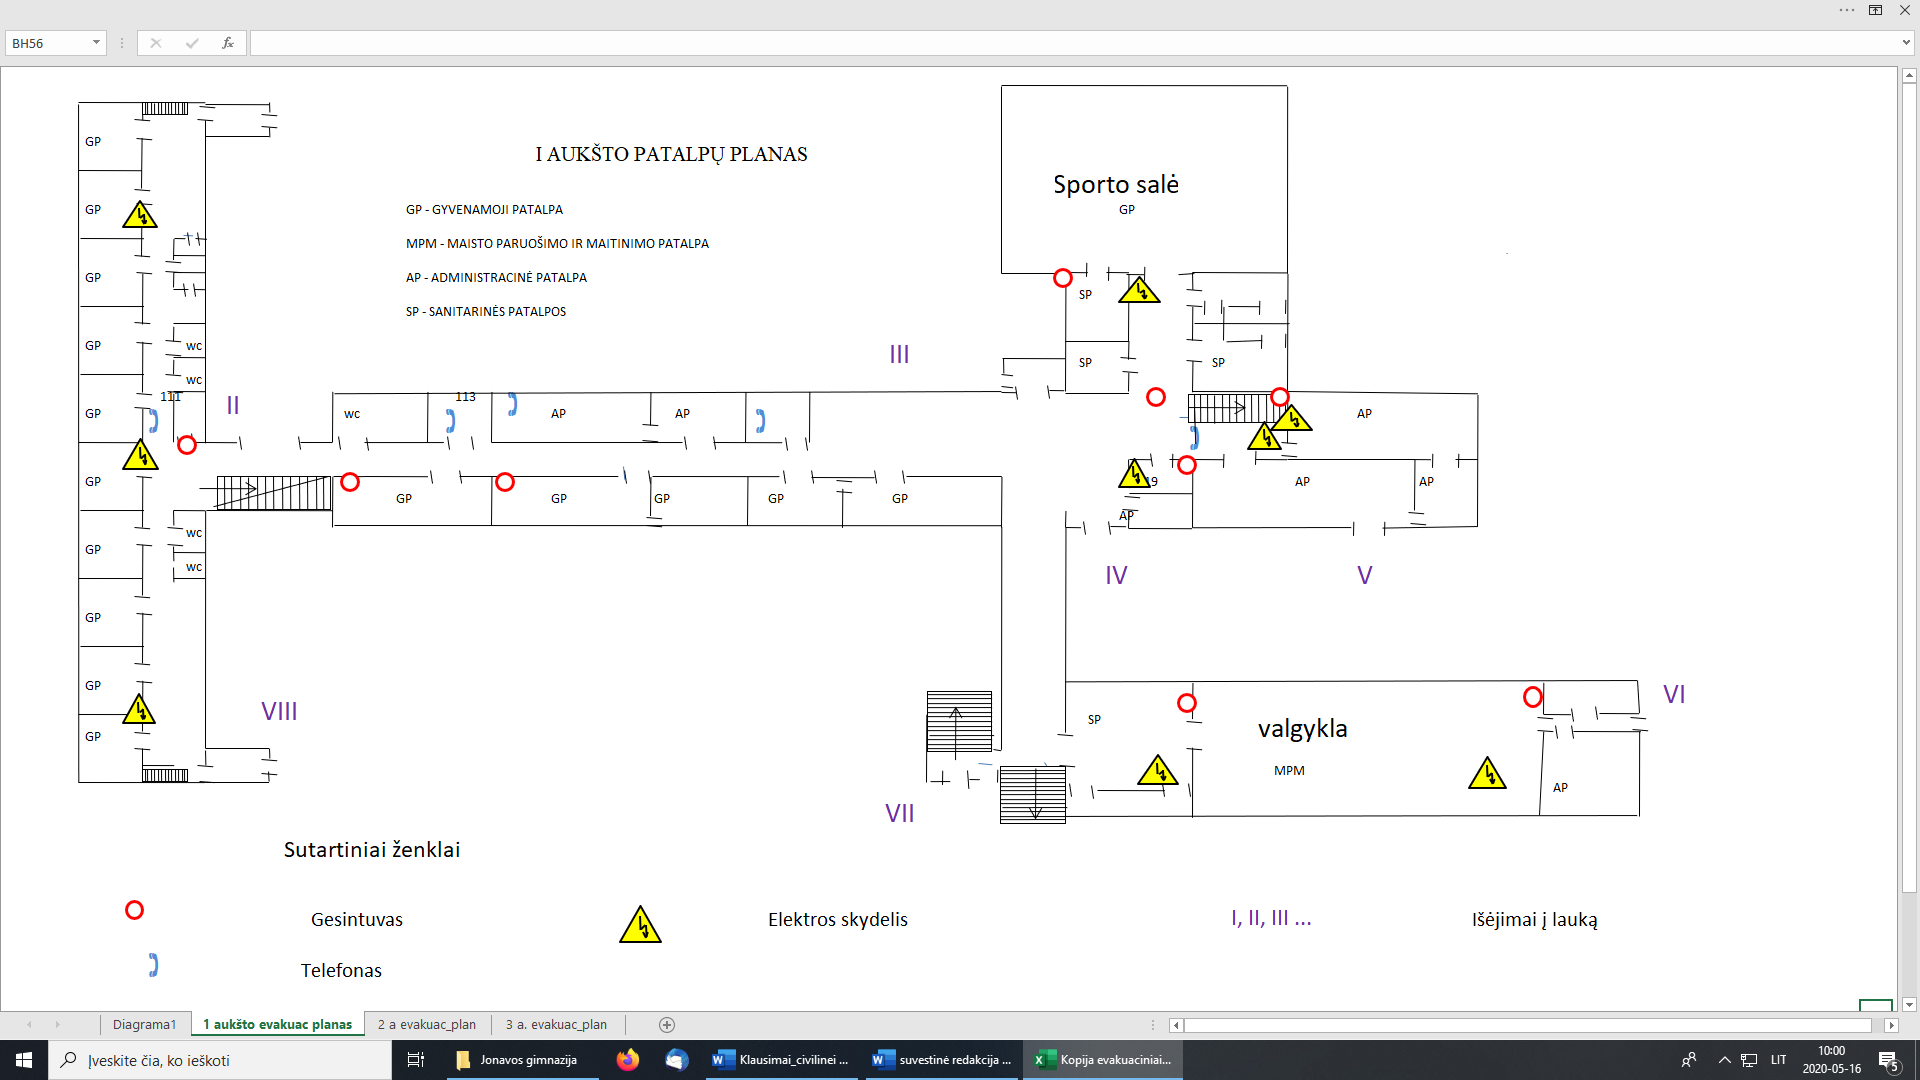 BH56
fx
I AUKŠTO PATALPŲ PLANAS
GP - GYVENAMOJI PATALPA
MPM - MAISTO PARUOŠIMO IR MAITINIMO PATALPA
AP - ADMINISTRACINĖ PATALPA
SP - SANITARINĖS PATALPOS
Sporto salė
GP
GP
GP
GP
GP
GP
GP
GP
GP
GP
GP
wc
wc
wc
wc
111
II
wc
113
AP
AP
III
GP
GP
GP
GP
GP
SP
SP
SP
AP
AP
AP
AP
IV
V
VI
VII
VIII
SP
valgykla
MPM
AP
Sutartiniai ženklai
Gesintuvas
Elektros skydelis
I, II, III ...
Išėjimai į lauką
Telefonas
Diagrama1
1 aukšto evakuac planas
2 a evakuac_plan
3 a. evakuac_plan
Įveskite čia, ko ieškoti
Jonavos gimnazija
Klausimai_civilinei ...
suvestinė redakcija ...
Kopija evakuaciniai...
LIT
10:00
2020-05-16
5